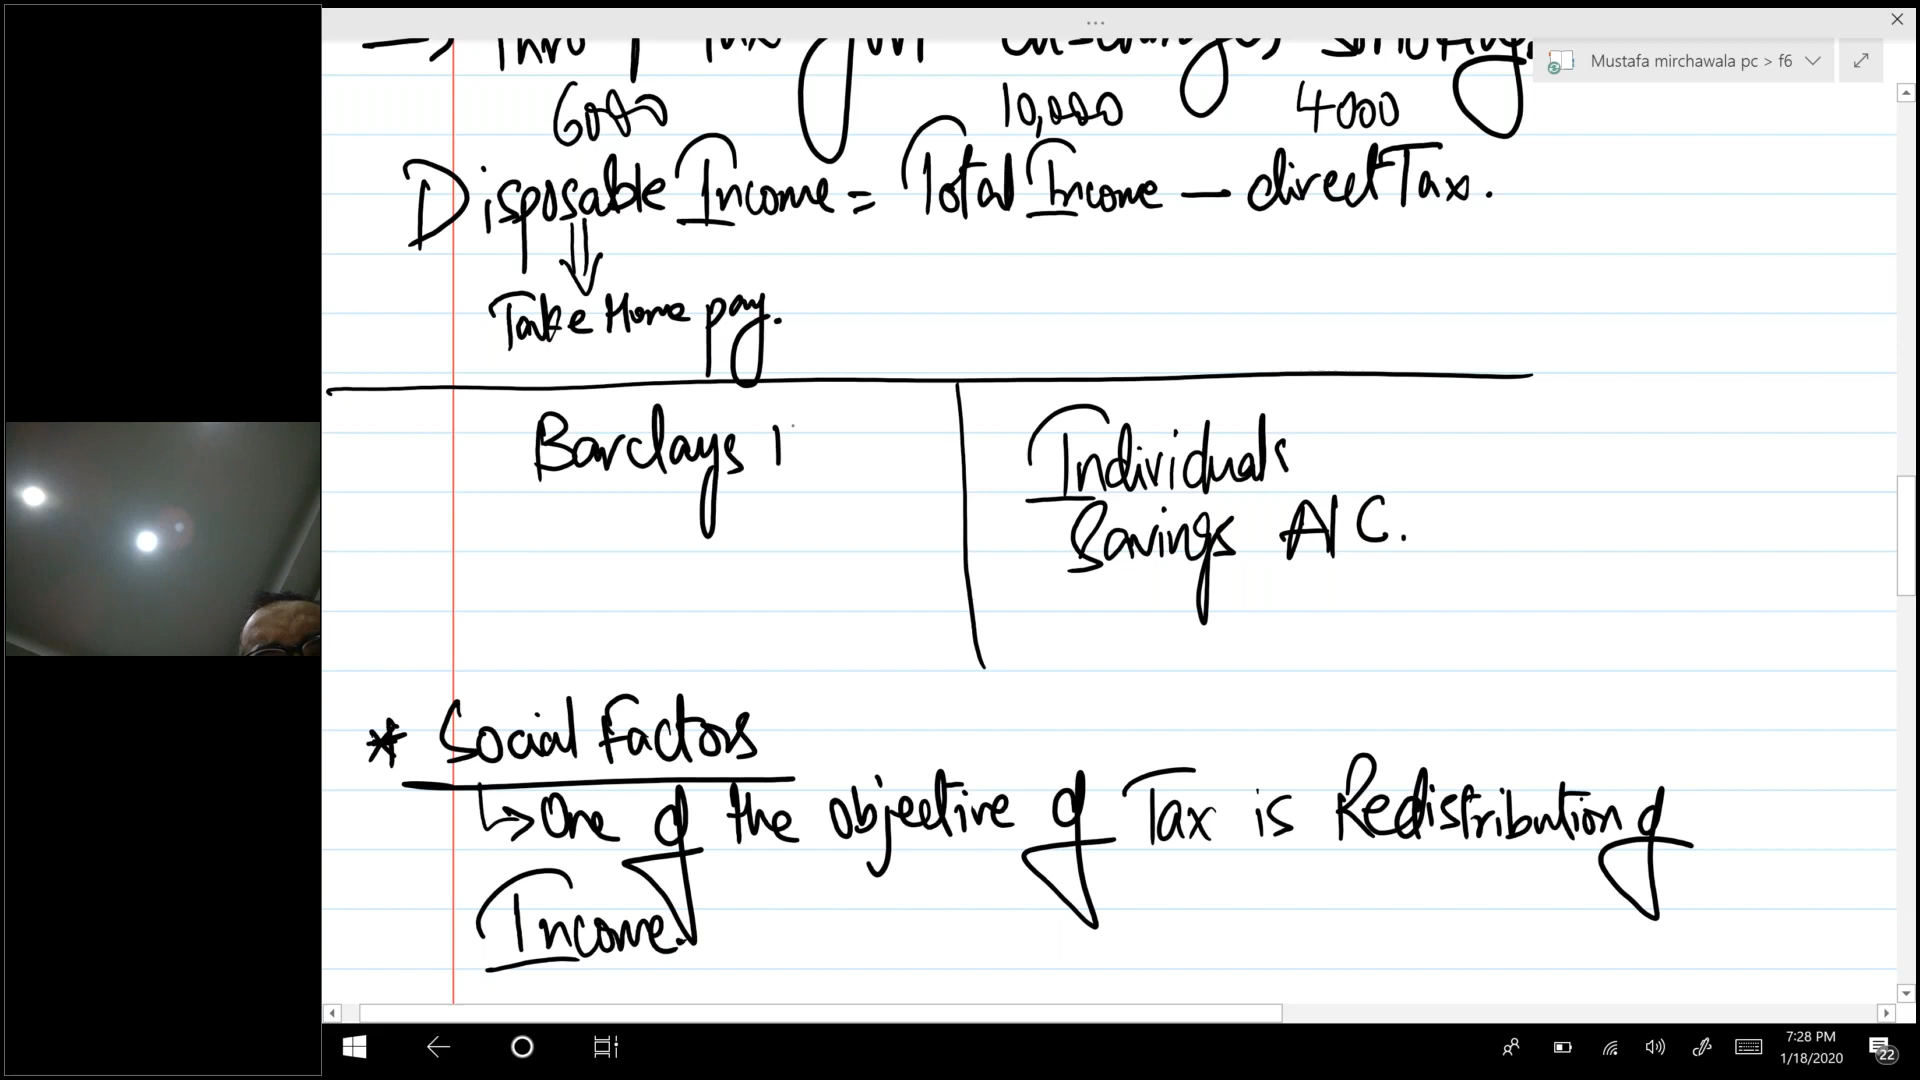 Mustafa mirchawala pc > f6
→ Thro
6000 10,000 4000
Disposable Income = Total Income — direct Tax.
Take Home pay.
Barclays
Individuals
Savings A/C.
* Social Factors
One of the objective of Tax is Redistribution of
Income.
7:28 PM
1/18/2020
22